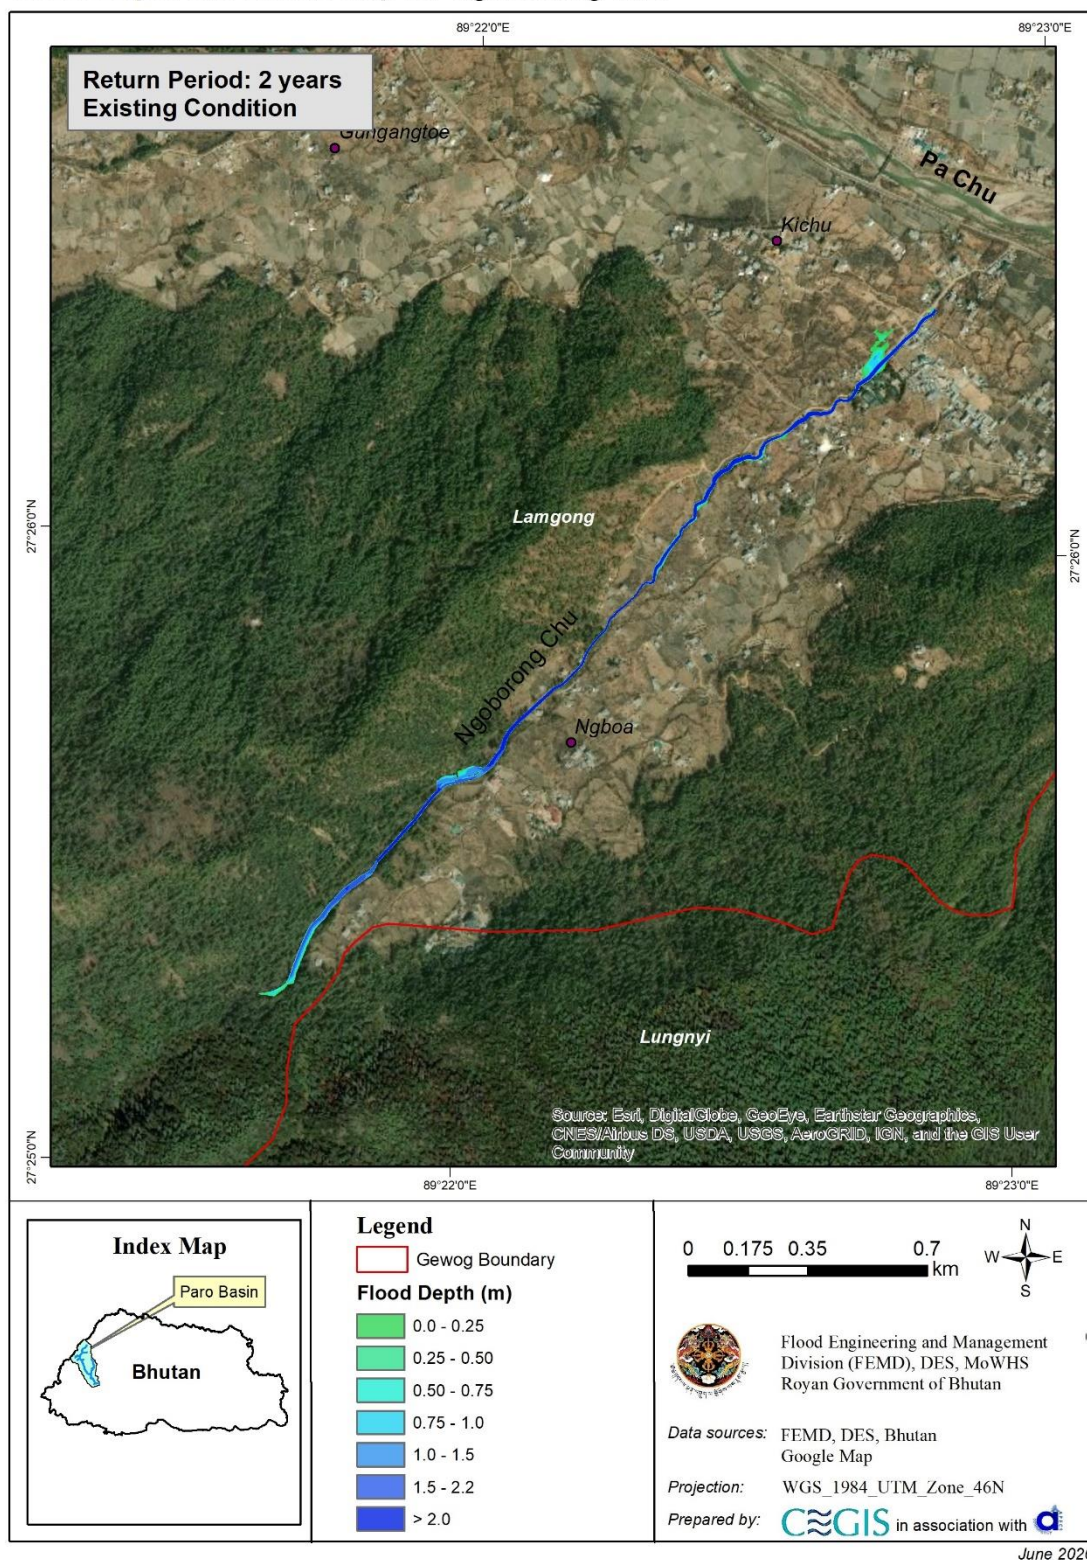 89°22'0"E
89°23'0"E
Return Period: 2 years
Existing Condition
Gungangtoe
Pa Chu
Kichu
27°26'0"N
27°26'0"N
Lamgong
Ngoborong Chu
Ngboa
Lungnyi
Source: Esri, DigitalGlobe, GeoEye, Earthstar Geographics,
CNES/Airbus DS, USDA, USGS, AeroGRID, IGN, and the GIS User
Community
27°25'0"N
89°22'0"E
89°23'0"E
Index Map
Paro Basin
Bhutan
Legend
Gewog Boundary
Flood Depth (m)
0.0 - 0.25
0.25 - 0.50
0.50 - 0.75
0.75 - 1.0
1.0 - 1.5
1.5 - 2.2
> 2.0
0 0.175 0.35 0.7
km
N
W E
S
Flood Engineering and Management
Division (FEMD), DES, MoWHS
Royan Government of Bhutan
Data sources: FEMD, DES, Bhutan
Google Map
Projection: WGS_1984_UTM_Zone_46N
Prepared by: CEGIS in association with
June 2020